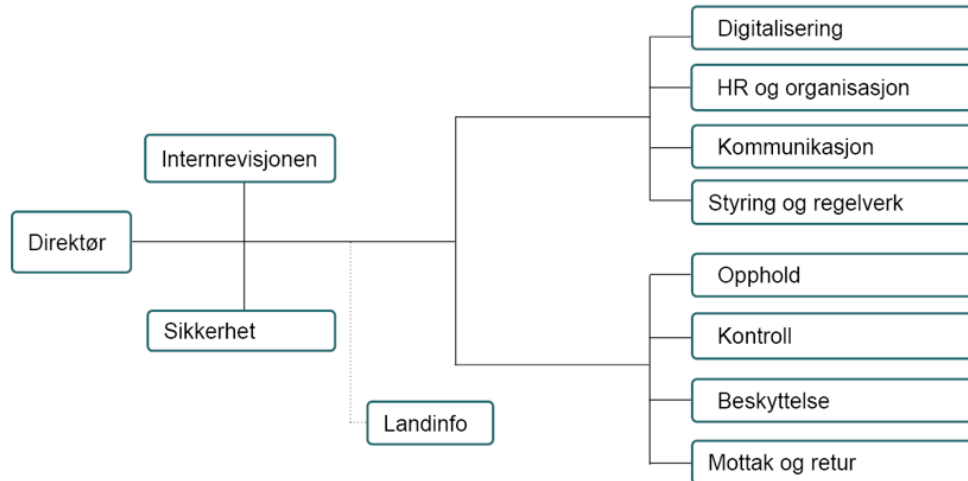 Direktør
Internrevisjonen
Sikkerhet
Landinfo
Digitalisering
HR og organisasjon
Kommunikasjon
Styring og regelverk
Opphold
Kontroll
Beskyttelse
Mottak og retur